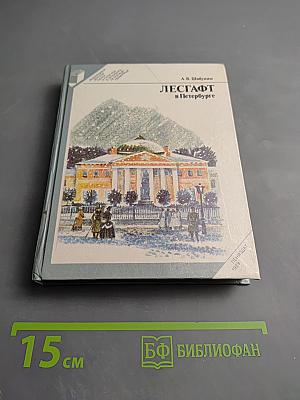 А. В. Шабунин
ЛЕСГАФТ
в Петербурге
15 СМ
БФ БИБЛИОФАН